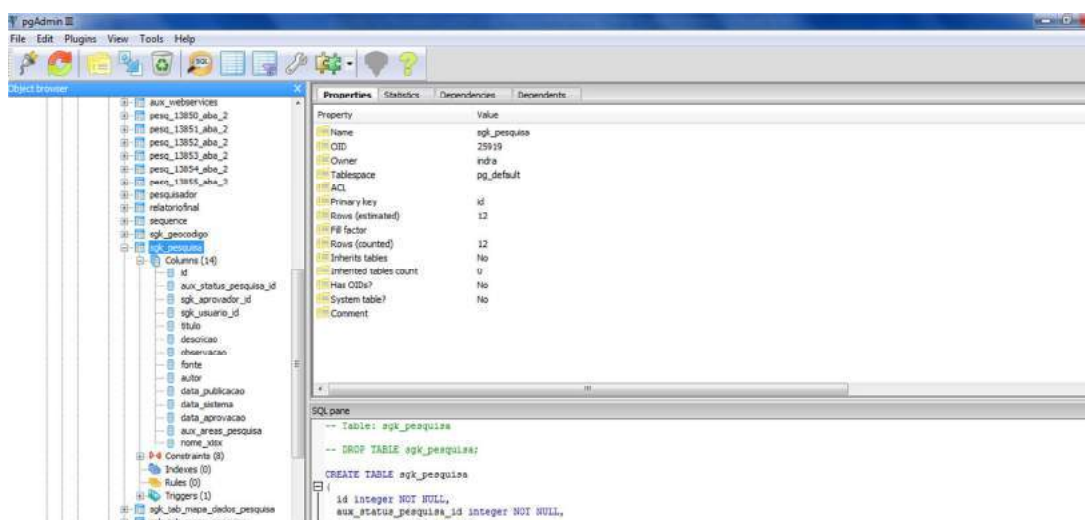 pgAdmin III
File Edit Plugins View Tools Help
SQL
Object browser
aux_webservices
pesq_13850_aba_2
pesq_13851_aba_2
pesq_13852_aba_2
pesq_13853_aba_2
pesq_13854_aba_2
pesq_13855_aba_2
pesquisador
relatoriofinal
sequence
sgk_geocodigo
sgk_pesquisa
Columns (14)
id
aux_status_pesquisa_id
sgk_aprovador_id
sgk_usuario_id
titulo
descricao
observacao
fonte
autor
data_publicacao
data_sistema
data_aprovacao
aux_areas_pesquisa
nome_xlsx
Constraints (8)
Indexes (0)
Rules (0)
Triggers (1)
sgk_tab_mapa_dados_pesquisa
Properties Statistics Dependencies Dependents
Property Value
Name sgk_pesquisa
OID 25919
Owner indra
Tablespace pg_default
ACL
Primary key id
Rows (estimated) 12
Fill factor
Rows (counted) 12
Inherits tables No
Inherited tables count 0
Has OIDs? No
System table? No
Comment
SQL pane
-- Table: sgk_pesquisa
-- DROP TABLE sgk_pesquisa;
CREATE TABLE sgk_pesquisa
(
id integer NOT NULL,
aux_status_pesquisa_id integer NOT NULL,